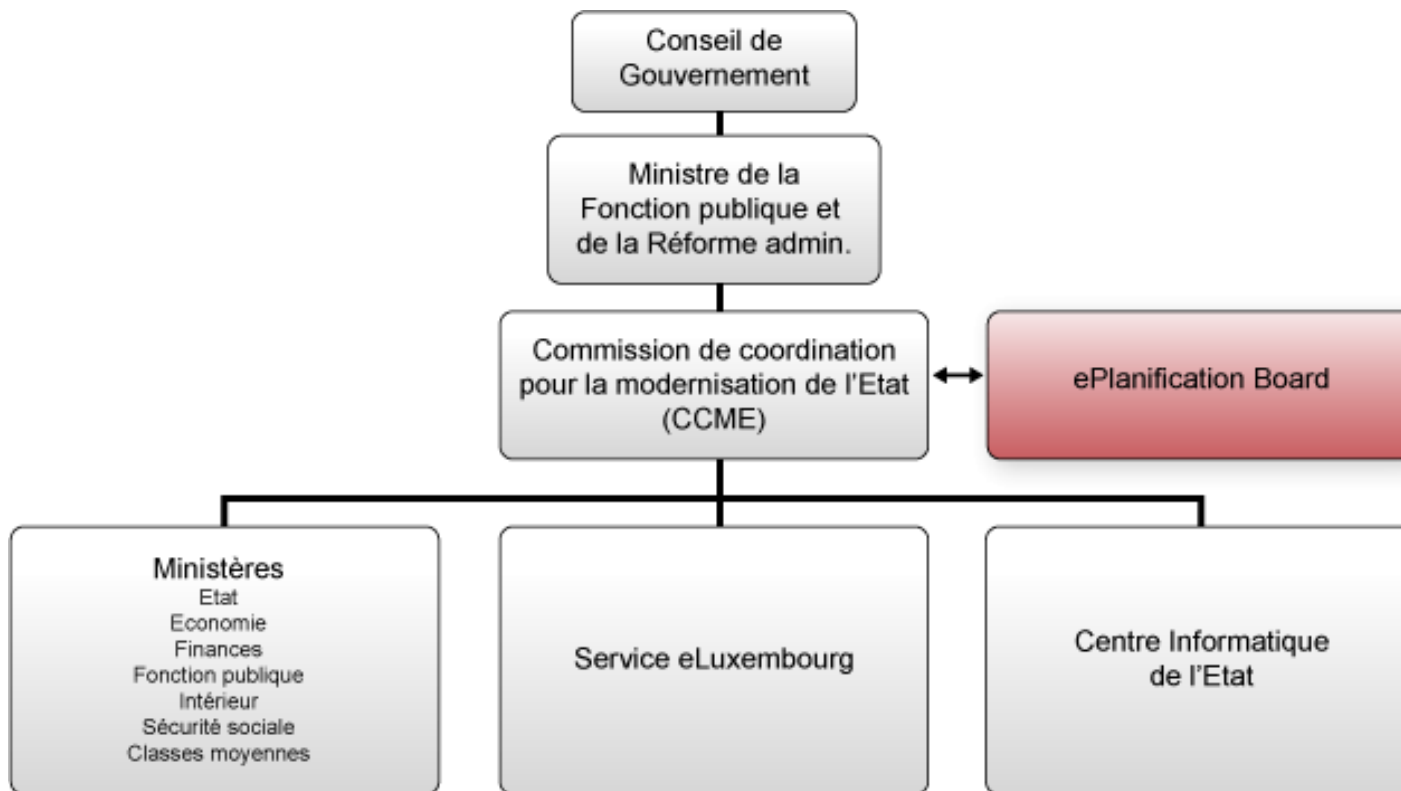 Conseil de
Gouvernement
Ministre de la
Fonction publique et
de la Réforme admin.
Commission de coordination
pour la modernisation de l'Etat
(CCME)
ePlanification Board
Ministères
Etat
Economie
Finances
Fonction publique
Intérieur
Sécurité sociale
Classes moyennes
Service eLuxembourg
Centre Informatique
de l'Etat